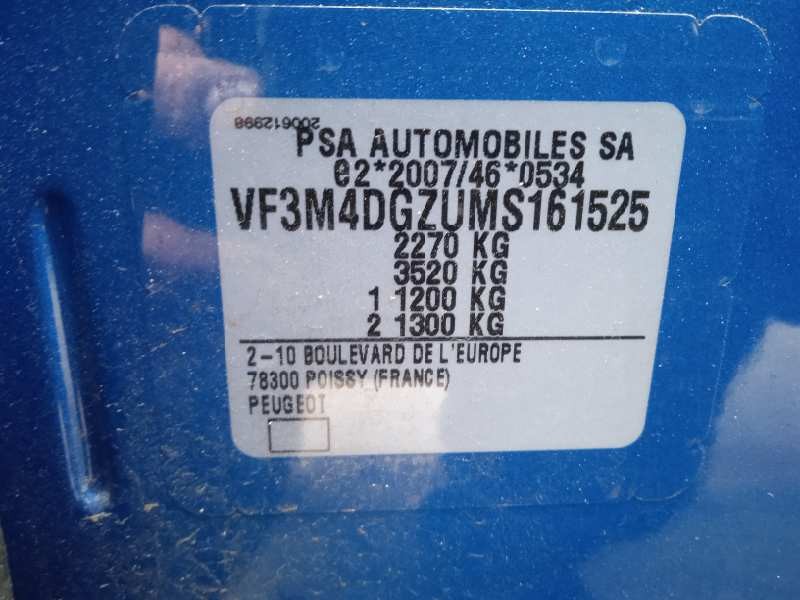 200612998
PSA AUTOMOBILES SA
e2*2007/46*0534
VF3M4DGZUMS161525
2270 KG
3520 KG
1 1200 KG
2 1300 KG
2-10 BOULEVARD DE L'EUROPE
78300 POISSY (FRANCE)
PEUGEOT